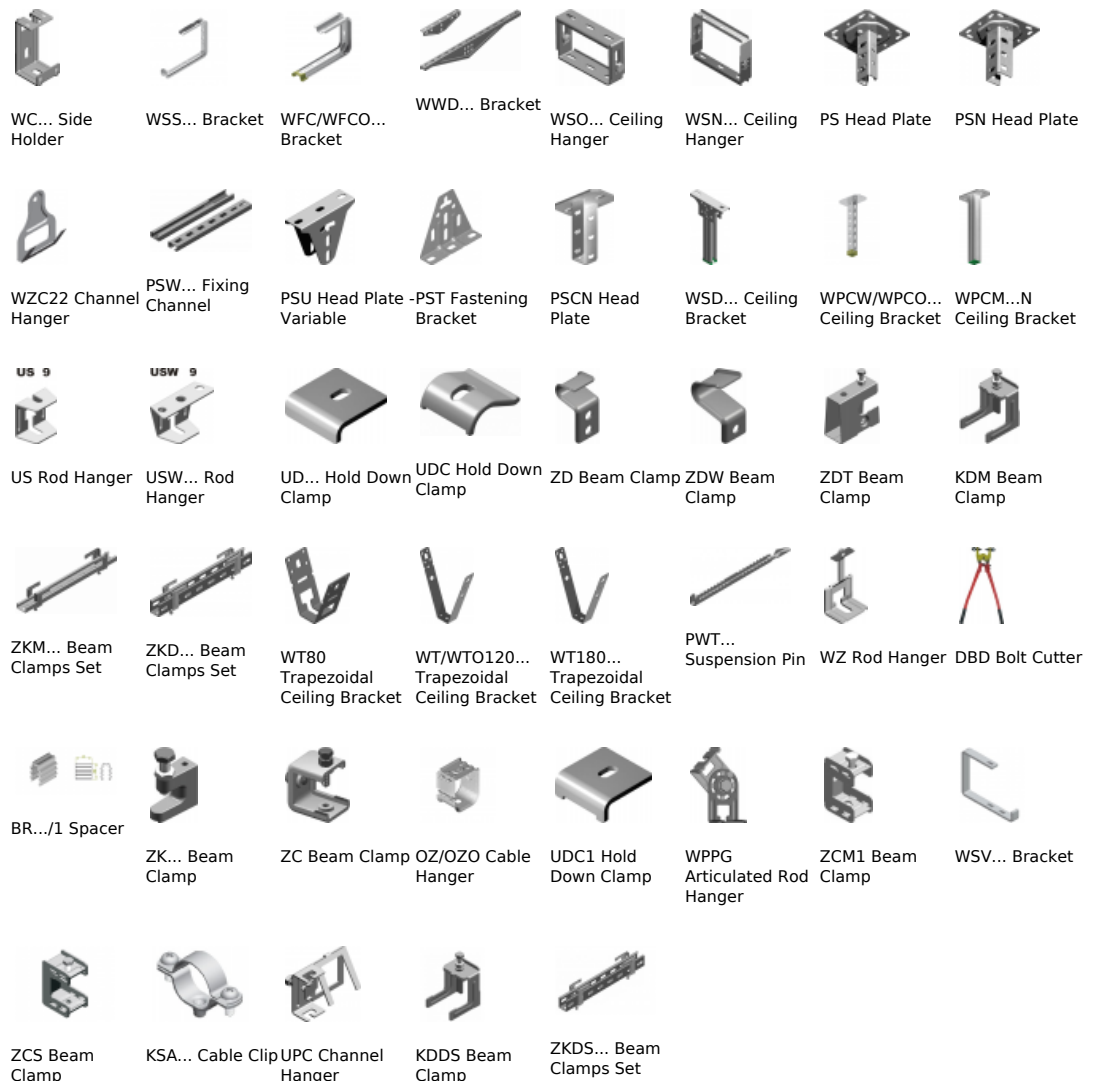 WC... Side
Holder
WSS... Bracket
WFC/WFCO...
Bracket
WWD... Bracket
WSO... Ceiling
Hanger
WSN... Ceiling
Hanger
PS Head Plate
PSN Head Plate
WZC22 Channel
Hanger
PSW... Fixing
Channel
PSU Head Plate -
Variable
PST Fastening
Bracket
PSCN Head
Plate
WSD... Ceiling
Bracket
WPCW/WPCO...
Ceiling Bracket
WPCM...N
Ceiling Bracket
US 9
US Rod Hanger
USW 9
USW... Rod
Hanger
UD... Hold Down
Clamp
UDC Hold Down
Clamp
ZD Beam Clamp
ZDW Beam
Clamp
ZDT Beam
Clamp
KDM Beam
Clamp
ZKM... Beam
Clamps Set
ZKD... Beam
Clamps Set
WT80
Trapezoidal
Ceiling Bracket
WT/WTO120...
Trapezoidal
Ceiling Bracket
WT180...
Trapezoidal
Ceiling Bracket
PWT...
Suspension Pin
WZ Rod Hanger
DBD Bolt Cutter
BR.../1 Spacer
ZK... Beam
Clamp
ZC Beam Clamp
OZ/OZO Cable
Hanger
UDC1 Hold
Down Clamp
WPPG
Articulated Rod
Hanger
ZCM1 Beam
Clamp
WSV... Bracket
ZCS Beam
Clamp
KSA... Cable Clip
UPC Channel
Hanger
KDDS Beam
Clamp
ZKDS... Beam
Clamps Set